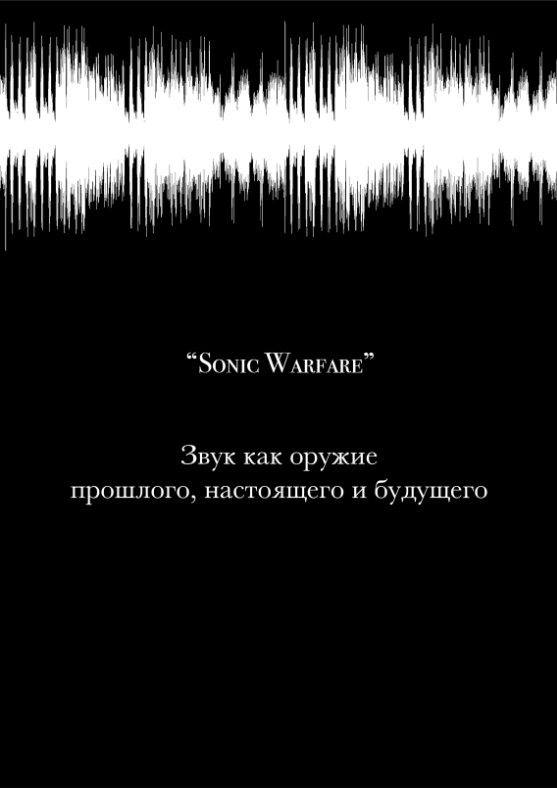 “Sonic Warfare”
Звук как оружие
прошлого, настоящего и будущего